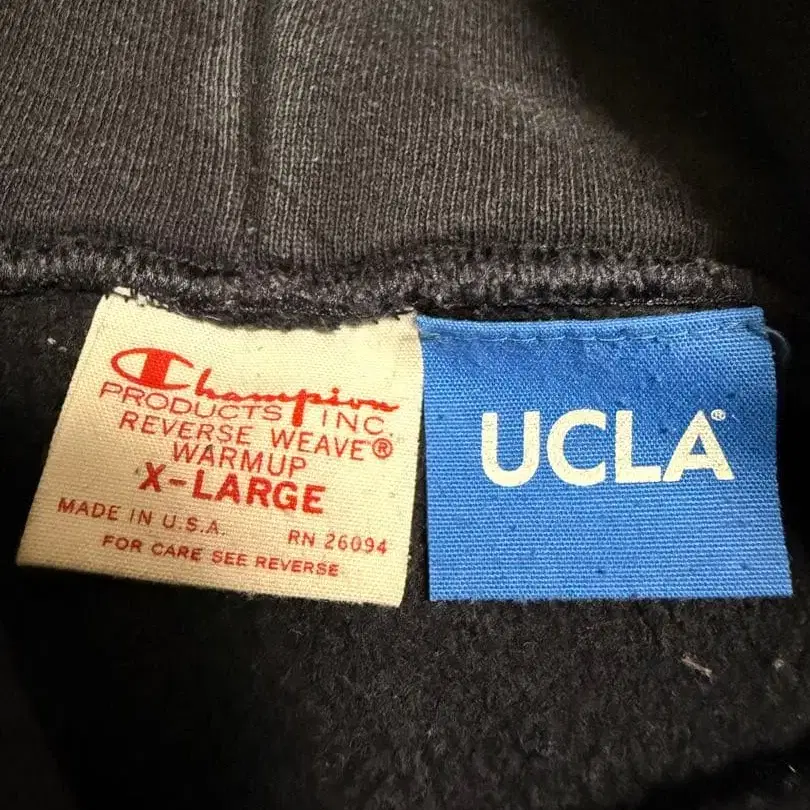 Champion
PRODUCTS INC.
REVERSE WEAVE®
WARMUP
X-LARGE
MADE IN U.S.A.
RN 26094
FOR CARE SEE REVERSE
UCLA®